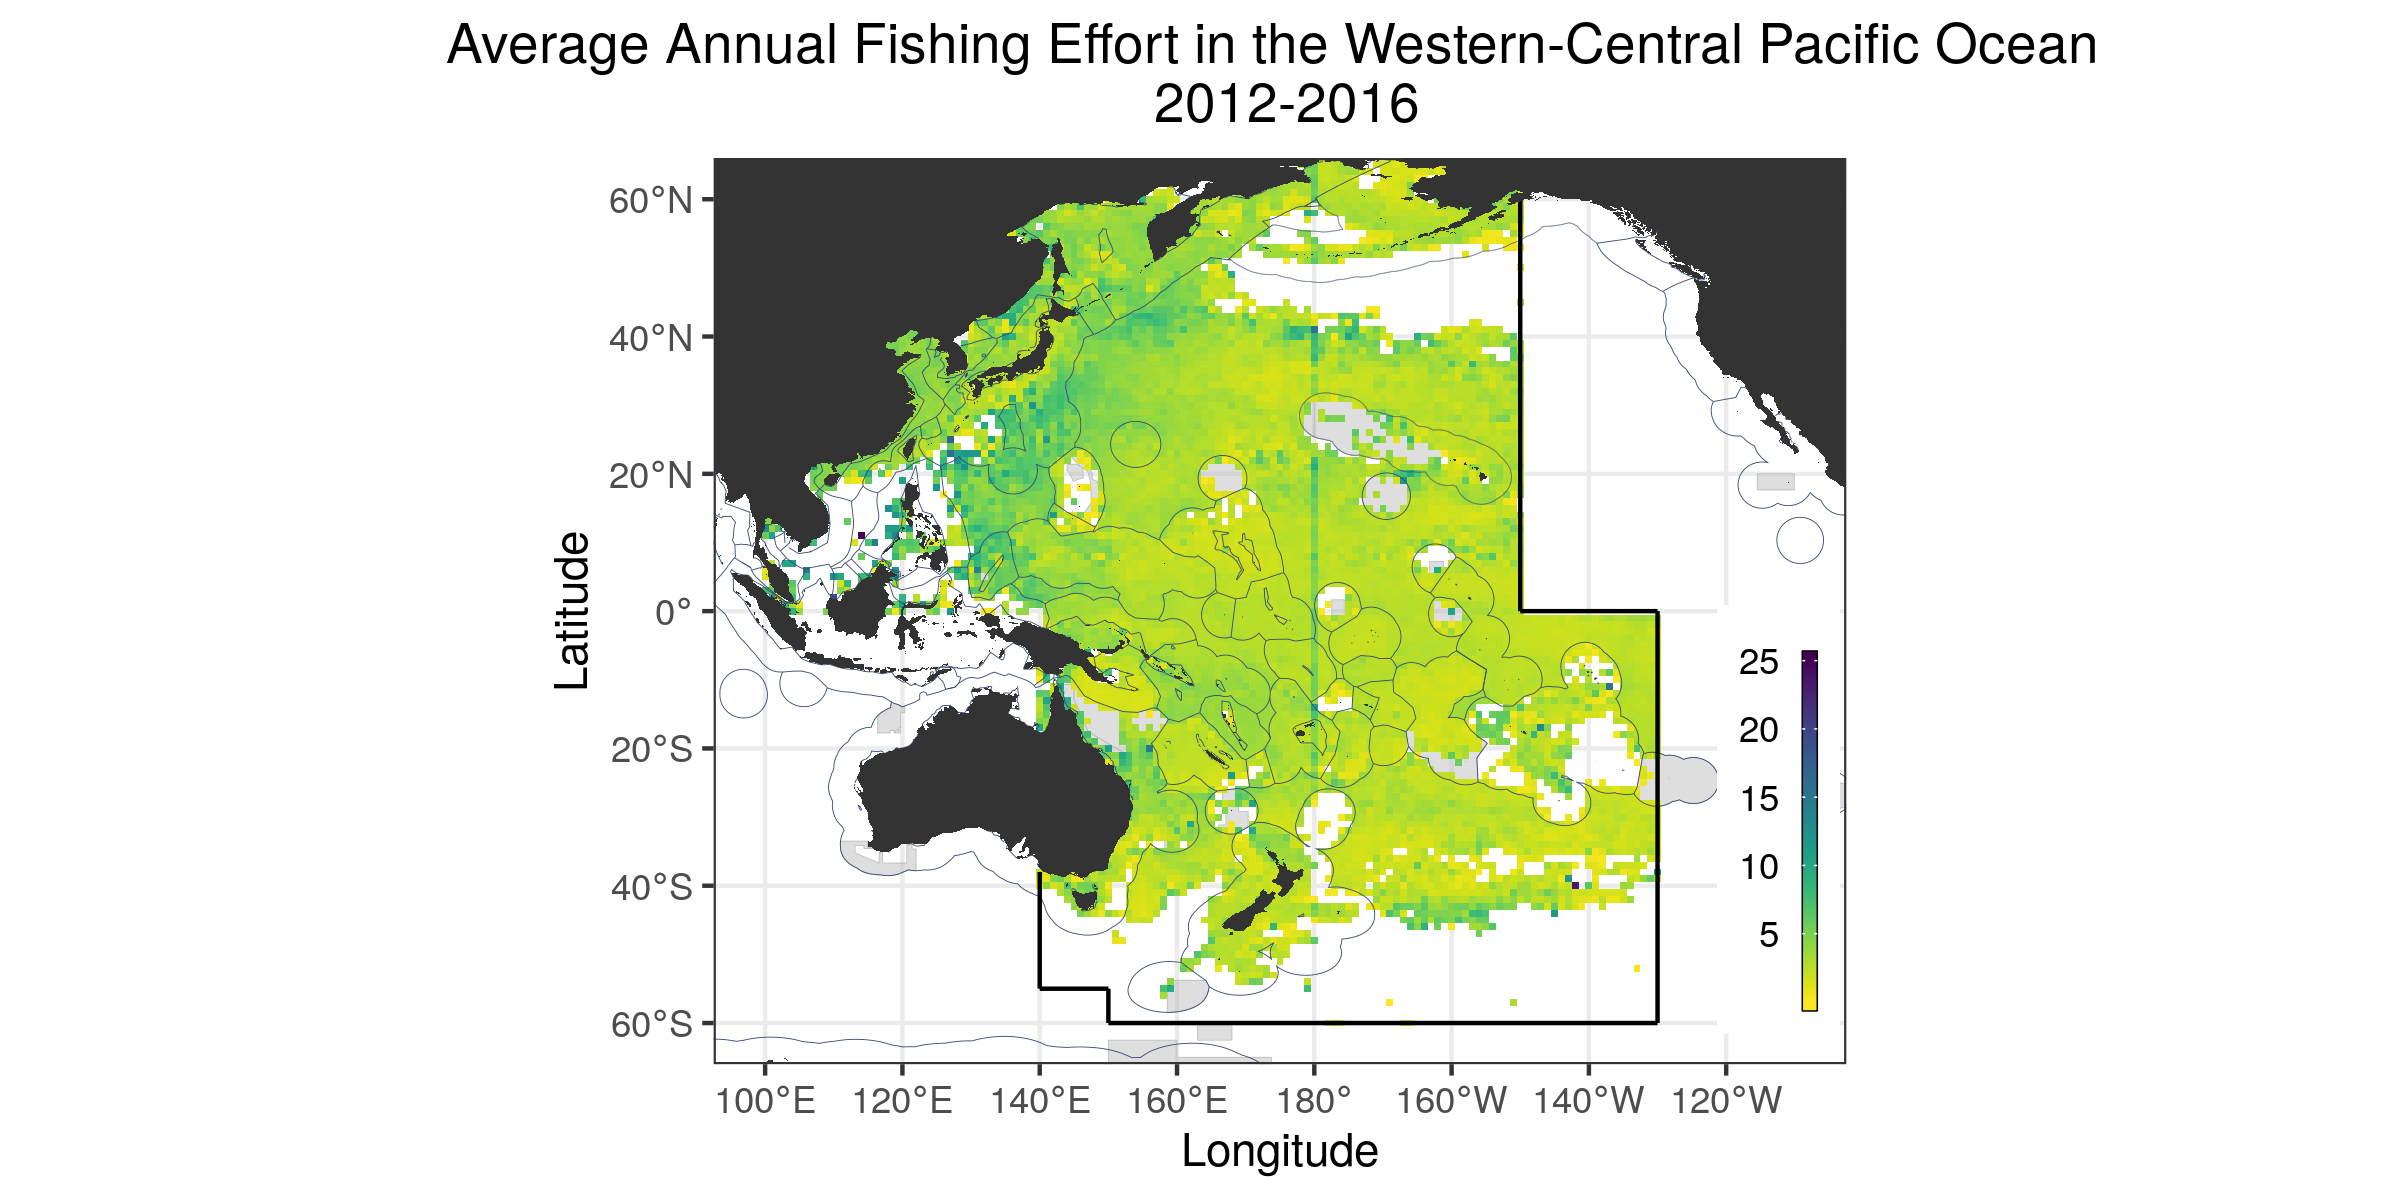 Average Annual Fishing Effort in the Western-Central Pacific Ocean
2012-2016
60°N
40°N
20°N
0°
20°S
40°S
60°S
Latitude
25
20
15
10
5
100°E 120°E 140°E 160°E 180° 160°W 140°W 120°W
Longitude